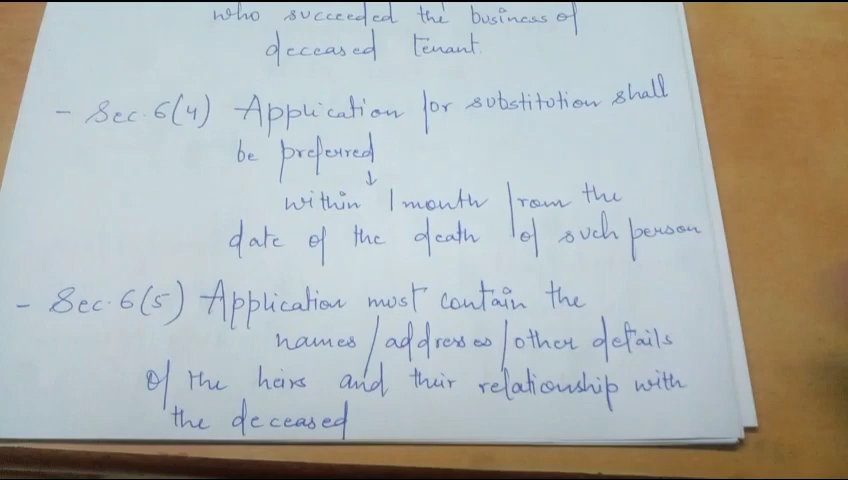 who succeeded the business of
deceased tenant.
- Sec. 6(4) Application for substitution shall
be preferred
↓
within 1 month from the
date of the death of such person
- Sec. 6(5) Application must contain the
names/addresses/other details
of the heirs and their relationship with
the deceased